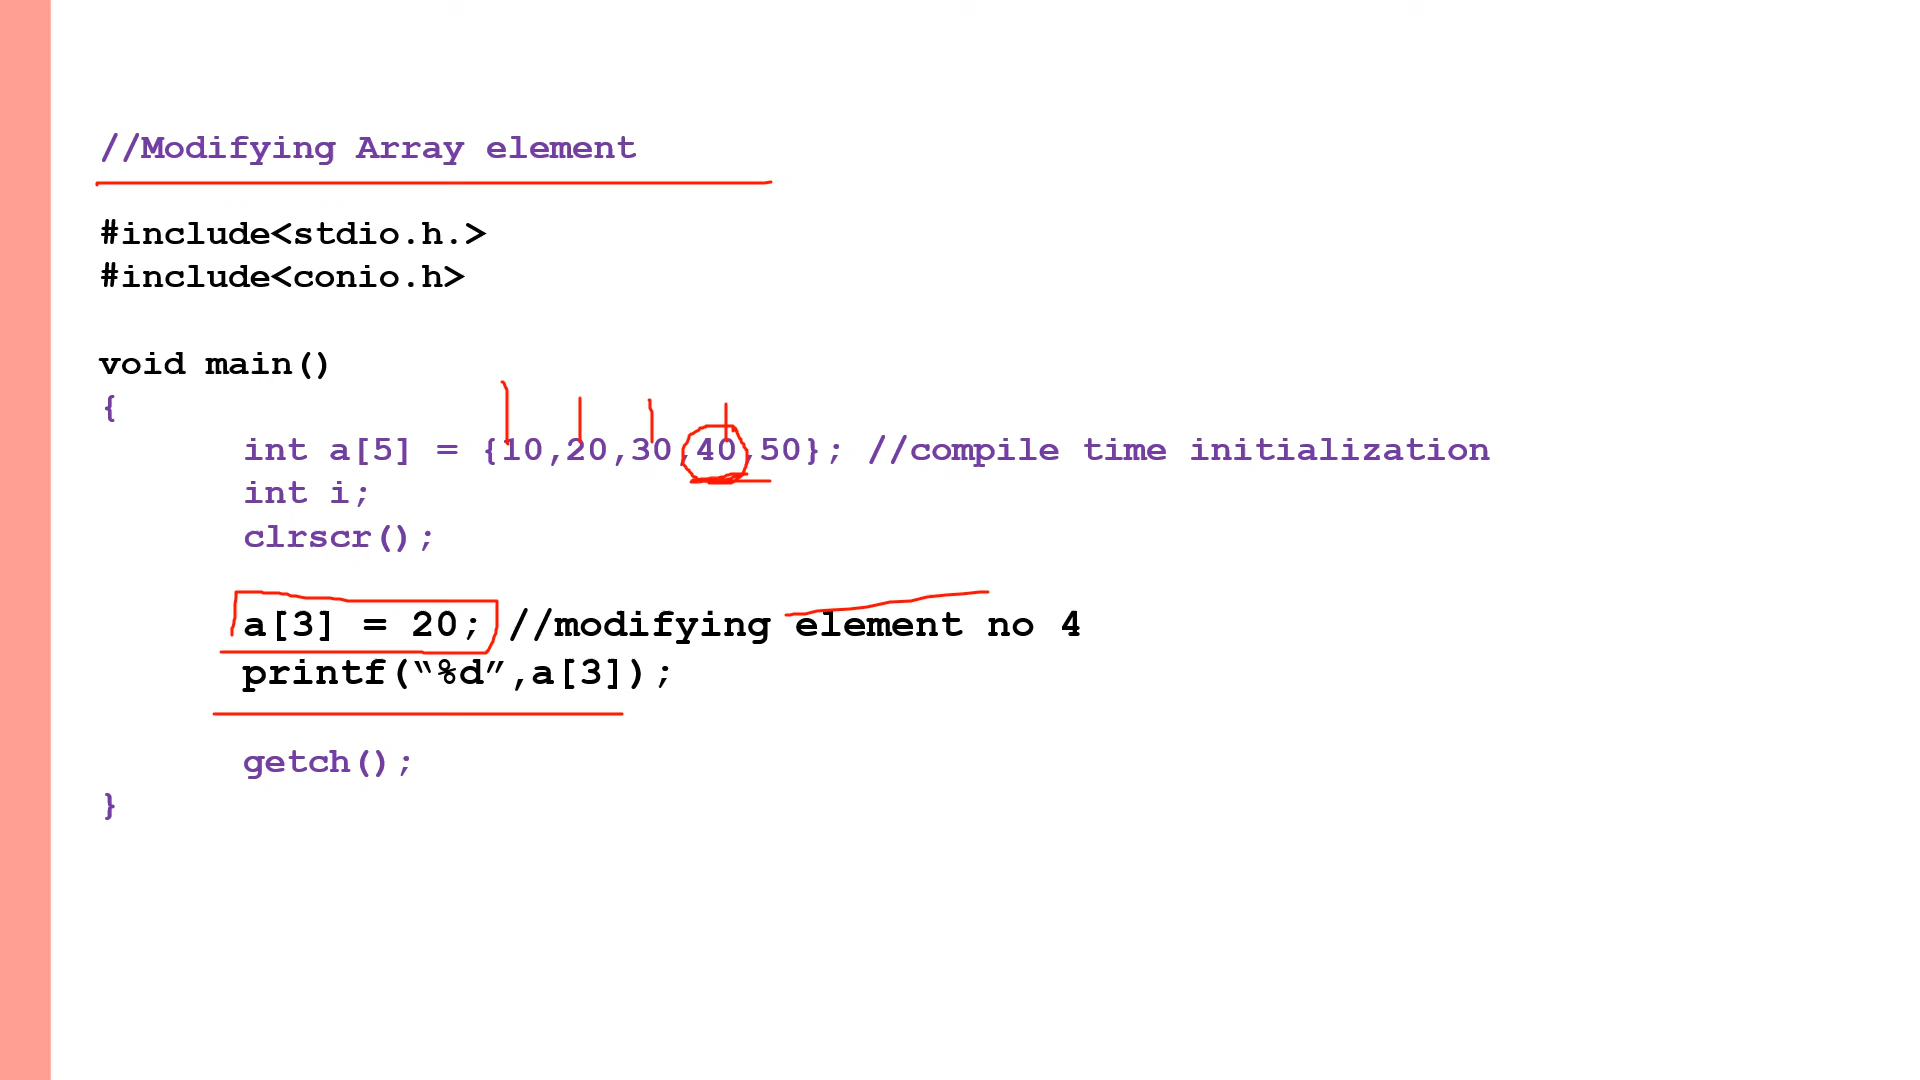 //Modifying Array element
#include<stdio.h.>
#include<conio.h>
void main()
{
int a[5] = {10,20,30,40,50}; //compile time initialization
int i;
clrscr();
a[3] = 20; //modifying element no 4
printf(“%d”,a[3]);
getch();
}